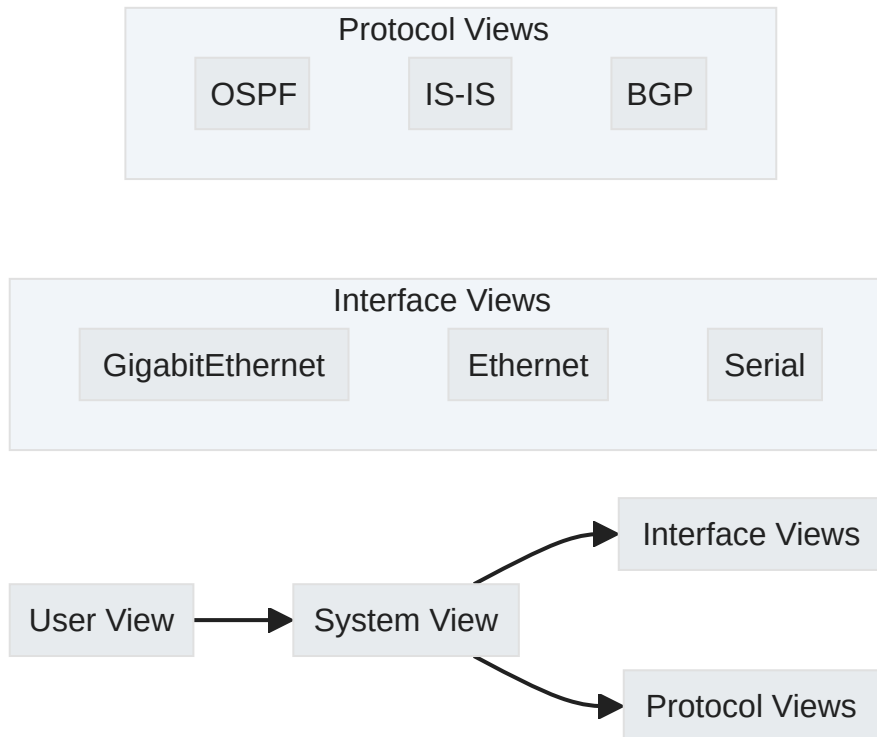 Protocol Views
OSPF IS-IS BGP
Interface Views
GigabitEthernet Ethernet Serial
Interface Views
User View System View
Protocol Views